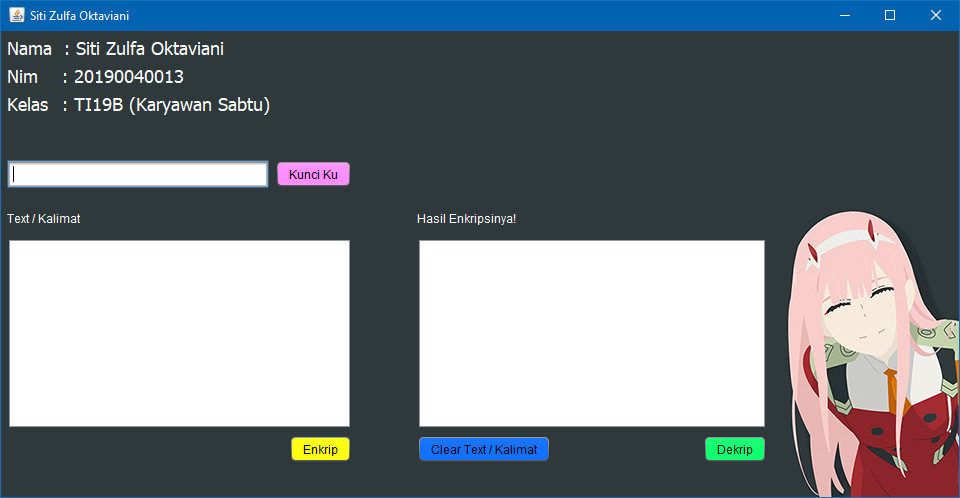 Siti Zulfa Oktaviani
Nama : Siti Zulfa Oktaviani
Nim : 20190040013
Kelas : TI19B (Karyawan Sabtu)
Kunci Ku
Text / Kalimat
Hasil Enkripsinya!
Enkrip
Clear Text / Kalimat
Dekrip